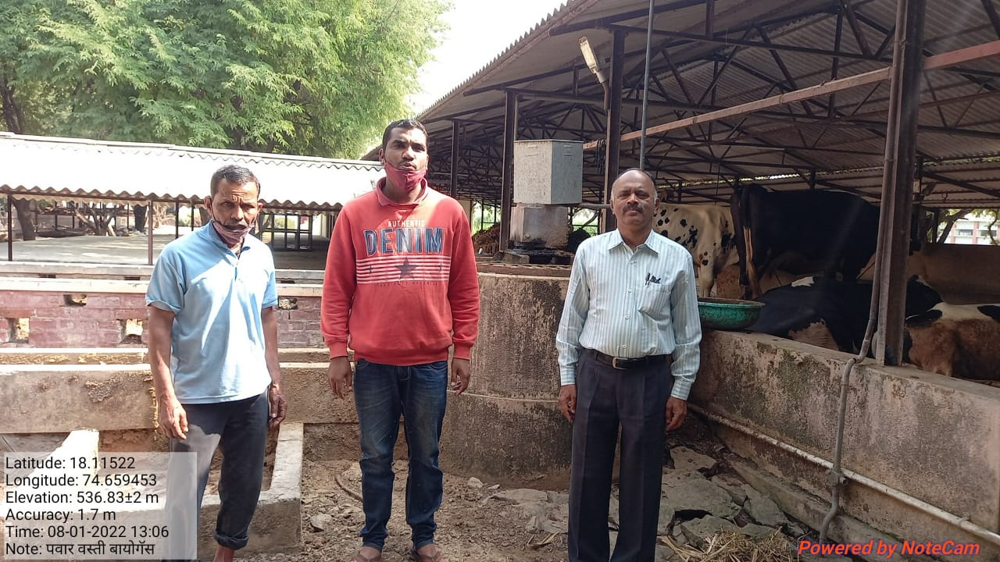 AUTHENTIC
DENIM
Latitude: 18.11522
Longitude: 74.659453
Elevation: 536.83±2 m
Accuracy: 1.7 m
Time: 08-01-2022 13:06
Note: पवार वस्ती बायोगॅस
Powered by NoteCam